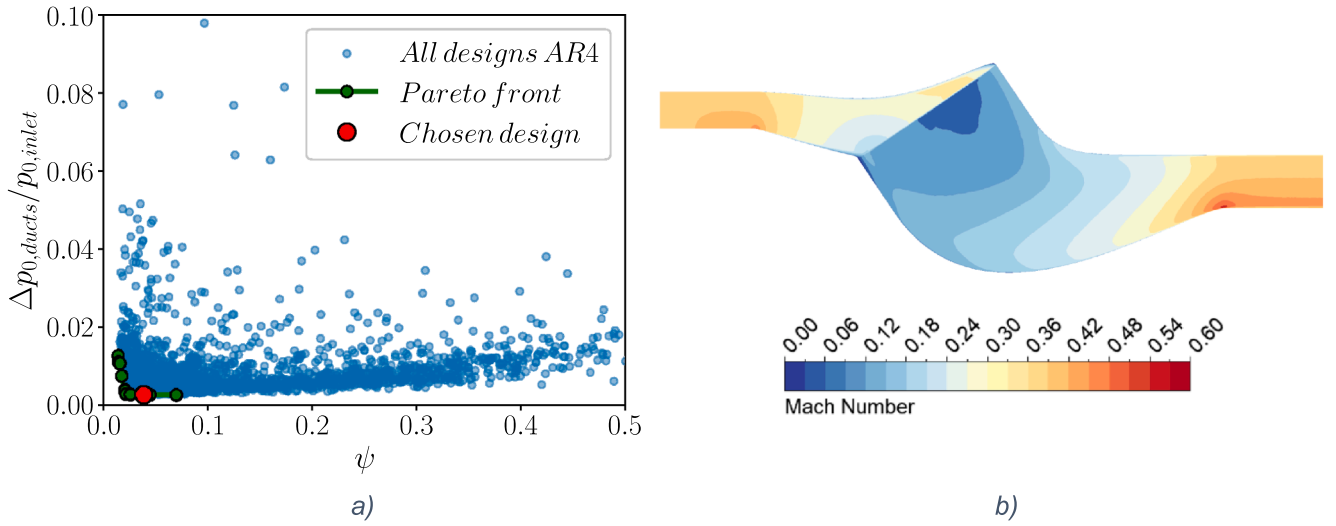 0.10
0.08
0.06
0.04
0.02
0.00
Δp0,ducts/p0,inlet
All designs AR4
Pareto front
Chosen design
0.0 0.1 0.2 0.3 0.4 0.5
ψ
a)
0.00 0.06 0.12 0.18 0.24 0.30 0.36 0.42 0.48 0.54 0.60
Mach Number
b)